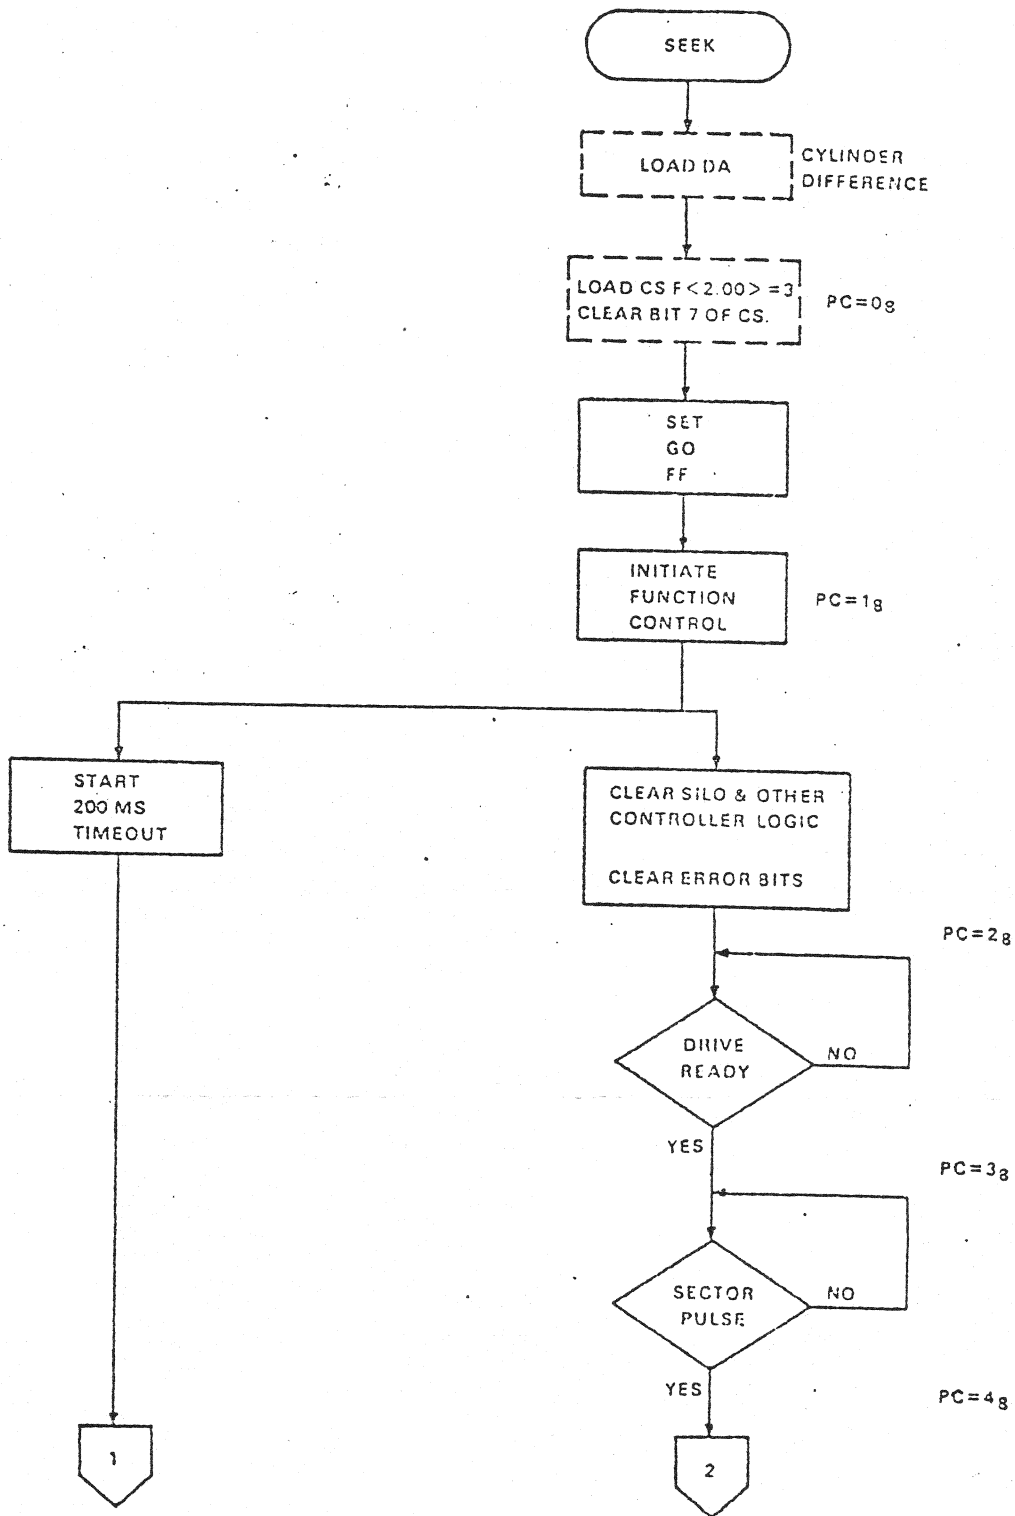 SEEK
LOAD DA
CYLINDER
DIFFERENCE
LOAD CS F<2.00> =3
CLEAR BIT 7 OF CS.
PC=0₈
SET
GO
FF
INITIATE
FUNCTION
CONTROL
PC=1₈
START
200 MS
TIMEOUT
CLEAR SILO & OTHER
CONTROLLER LOGIC
CLEAR ERROR BITS
PC=2₈
DRIVE
READY
NO
YES
PC=3₈
SECTOR
PULSE
NO
YES
PC=4₈
1
2